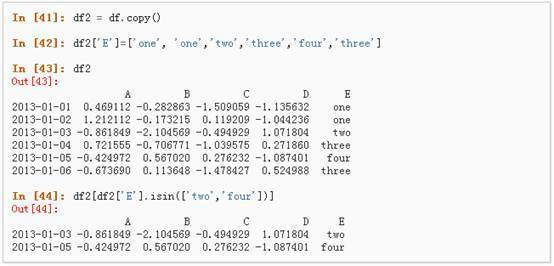 In [41]: df2 = df.copy()
In [42]: df2['E']=['one', 'one','two','three','four','three']
In [43]: df2
Out[43]:
A B C D E
2013-01-01 0.469112 -0.282863 -1.509059 -1.135632 one
2013-01-02 1.212112 -0.173215 0.119209 -1.044236 one
2013-01-03 -0.861849 -2.104569 -0.494929 1.071804 two
2013-01-04 0.721555 -0.706771 -1.039575 0.271860 three
2013-01-05 -0.424972 0.567020 0.276232 -1.087401 four
2013-01-06 -0.673690 0.113648 -1.478427 0.524988 three
In [44]: df2[df2['E'].isin(['two','four'])]
Out[44]:
A B C D E
2013-01-03 -0.861849 -2.104569 -0.494929 1.071804 two
2013-01-05 -0.424972 0.567020 0.276232 -1.087401 four